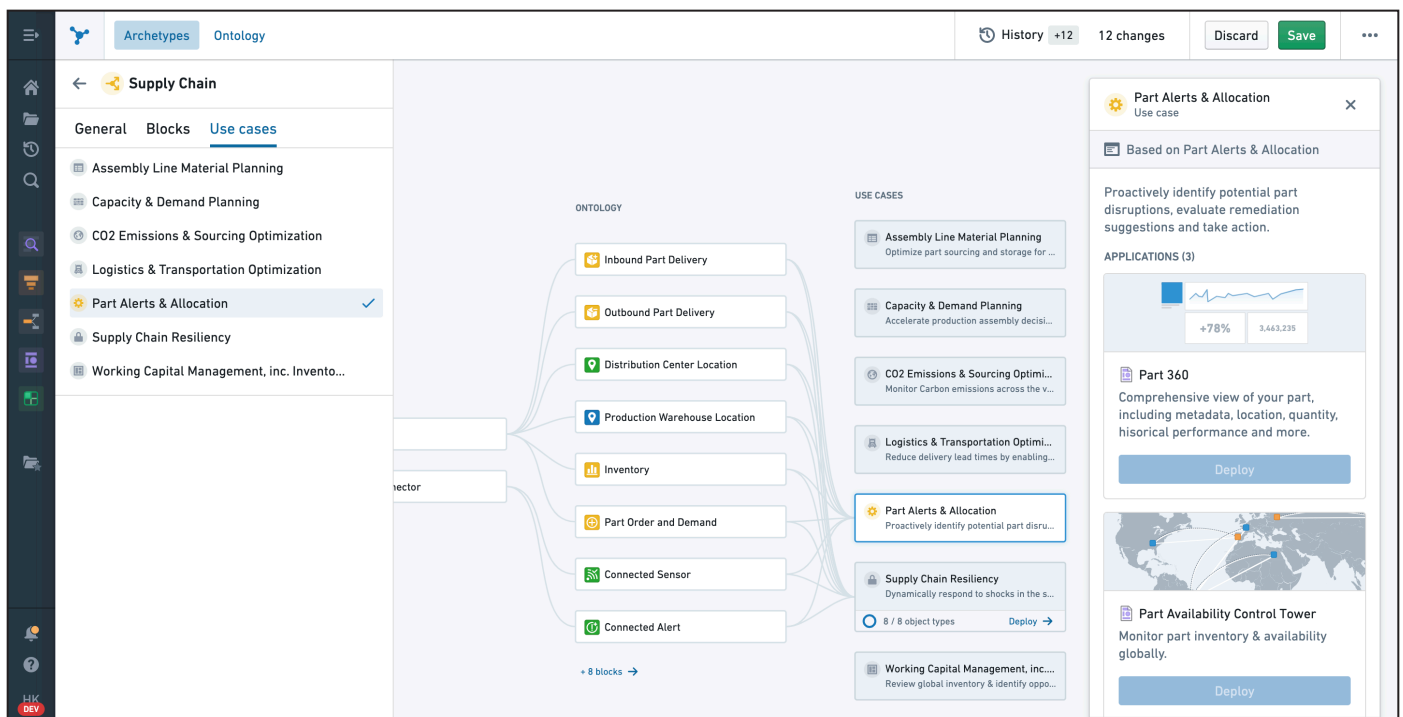 Archetypes
Ontology
History +12
12 changes
Discard
Save
Supply Chain
General
Blocks
Use cases
Assembly Line Material Planning
Capacity & Demand Planning
CO2 Emissions & Sourcing Optimization
Logistics & Transportation Optimization
Part Alerts & Allocation
Supply Chain Resiliency
Working Capital Management, inc. Invento...
HK
DEV
nector
ONTOLOGY
Inbound Part Delivery
Outbound Part Delivery
Distribution Center Location
Production Warehouse Location
Inventory
Part Order and Demand
Connected Sensor
Connected Alert
+ 8 blocks →
USE CASES
Assembly Line Material Planning
Optimize part sourcing and storage for ...
Capacity & Demand Planning
Accelerate production assembly decisi...
CO2 Emissions & Sourcing Optimi...
Monitor Carbon emissions across the v...
Logistics & Transportation Optimi...
Reduce delivery lead times by enabling...
Part Alerts & Allocation
Proactively identify potential part disru...
Supply Chain Resiliency
Dynamically respond to shocks in the s...
8 / 8 object types
Deploy →
Working Capital Management, inc....
Review global inventory & identify oppo...
Part Alerts & Allocation
Use case
Based on Part Alerts & Allocation
Proactively identify potential part
disruptions, evaluate remediation
suggestions and take action.
APPLICATIONS (3)
+78%
3,463,235
Part 360
Comprehensive view of your part,
including metadata, location, quantity,
hisorical performance and more.
Deploy
Part Availability Control Tower
Monitor part inventory & availability
globally.
Deploy